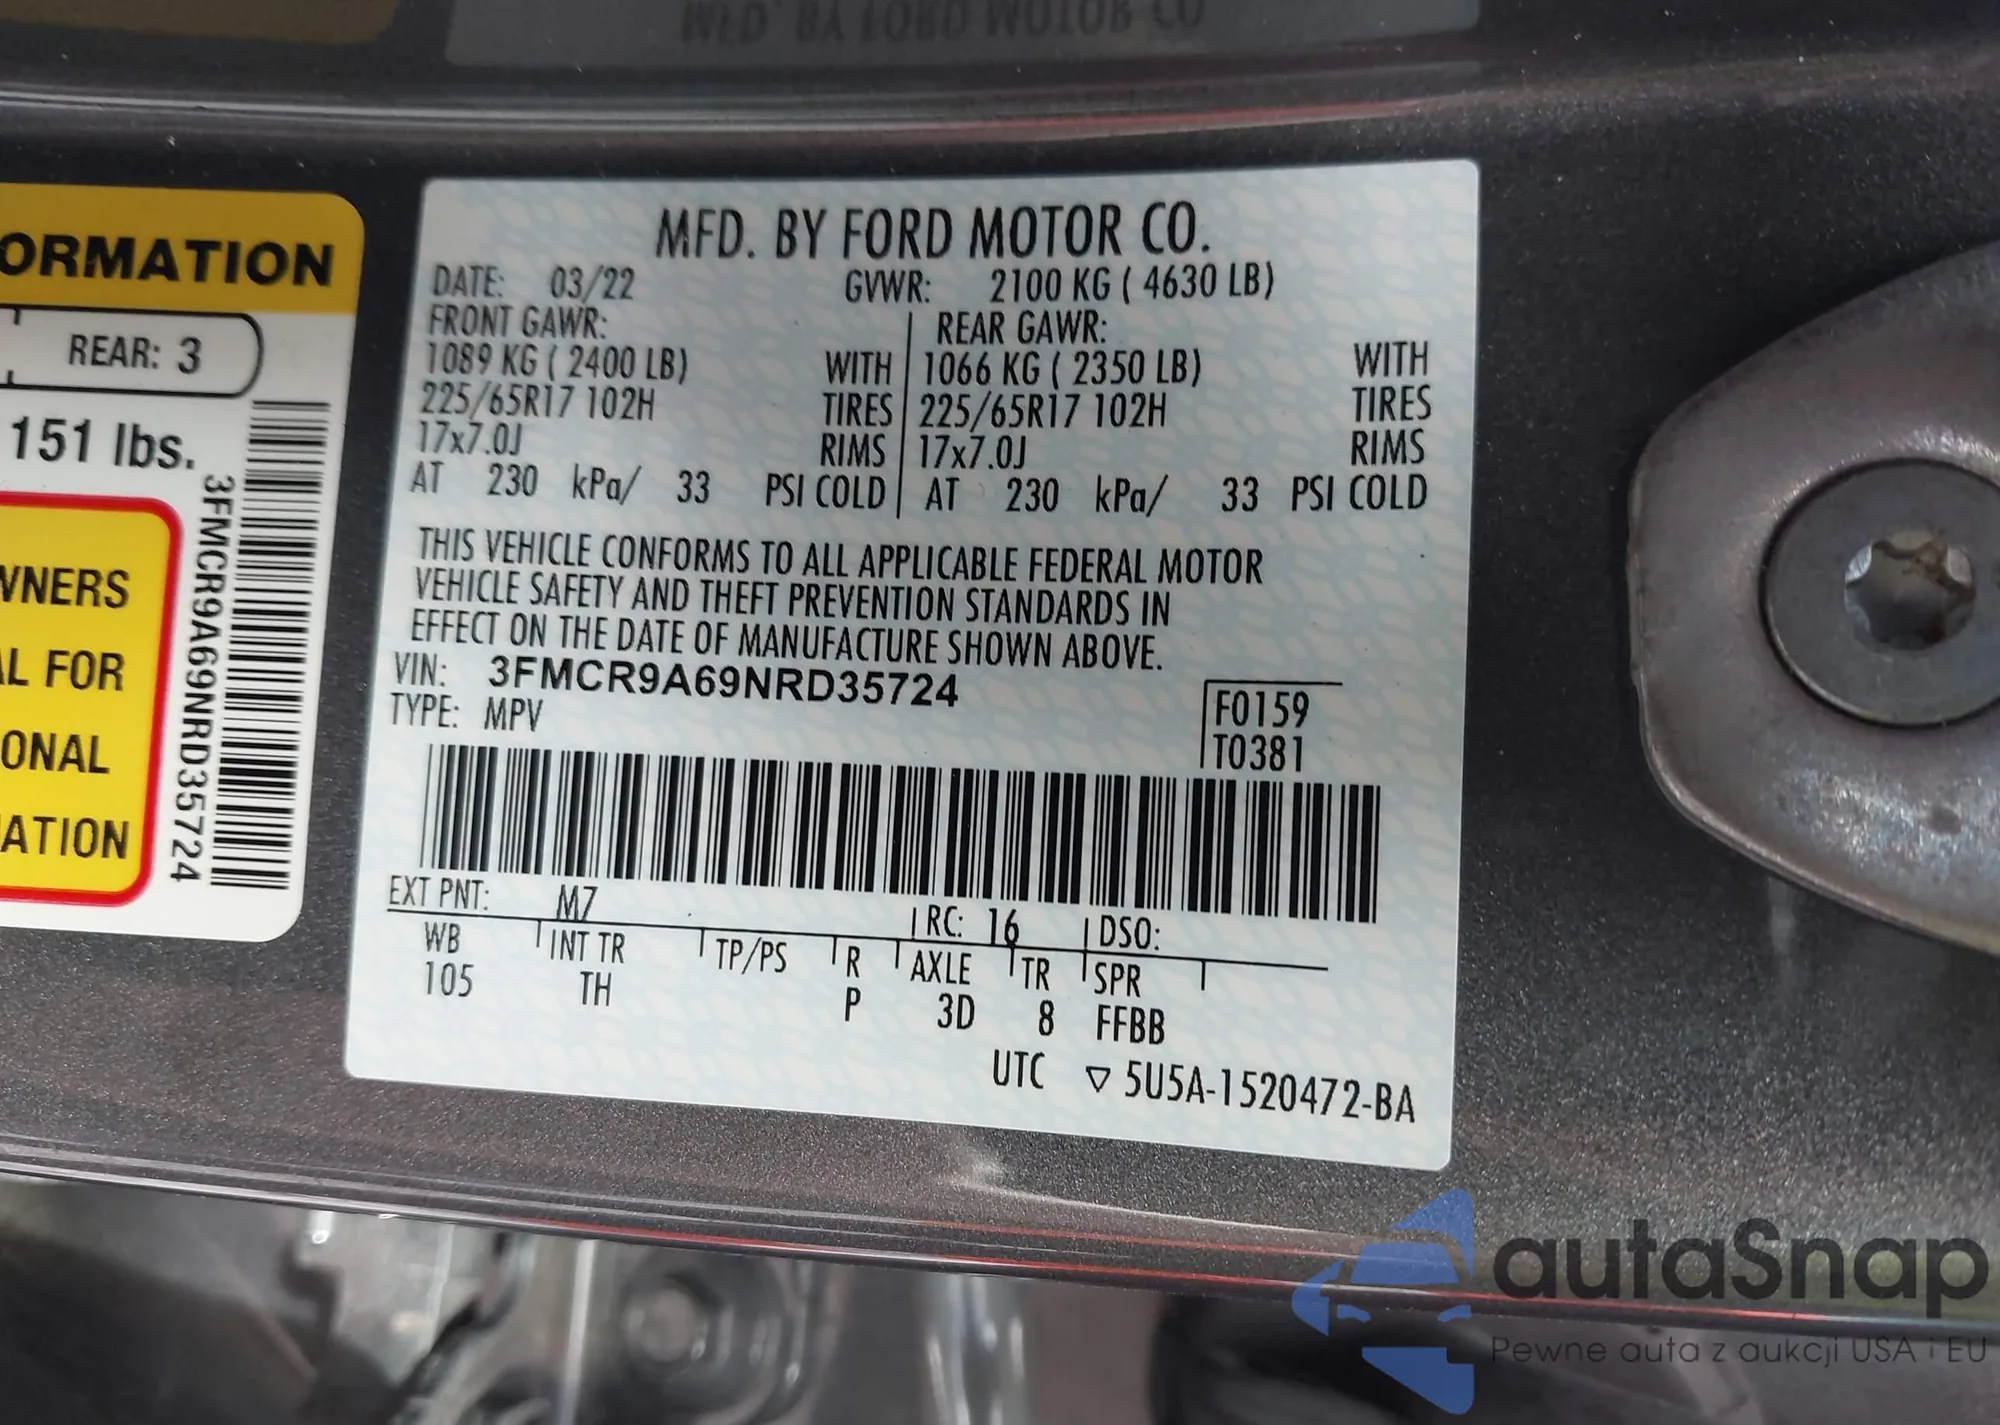 MFD. BY FORD MOTOR CO
ORMATION
REAR: 3
151 lbs.
WNERS
AL FOR
ONAL
ATION
3FMCR9A69NRD35724
MFD. BY FORD MOTOR CO.
DATE: 03/22 GVWR: 2100 KG ( 4630 LB)
FRONT GAWR: REAR GAWR:
1089 KG ( 2400 LB) WITH 1066 KG ( 2350 LB) WITH
225/65R17 102H TIRES 225/65R17 102H TIRES
17x7.0J RIMS 17x7.0J RIMS
AT 230 kPa/ 33 PSI COLD AT 230 kPa/ 33 PSI COLD
THIS VEHICLE CONFORMS TO ALL APPLICABLE FEDERAL MOTOR
VEHICLE SAFETY AND THEFT PREVENTION STANDARDS IN
EFFECT ON THE DATE OF MANUFACTURE SHOWN ABOVE.
VIN: 3FMCR9A69NRD35724
TYPE: MPV
F0159
T0381
EXT PNT: M7 RC: 16 DSO:
WB INT TR TP/PS R AXLE TR SPR
105 TH P 3D 8 FFBB
UTC ▽ 5U5A-1520472-BA
autaSnap
Pewne auta z aukcji USA i EU